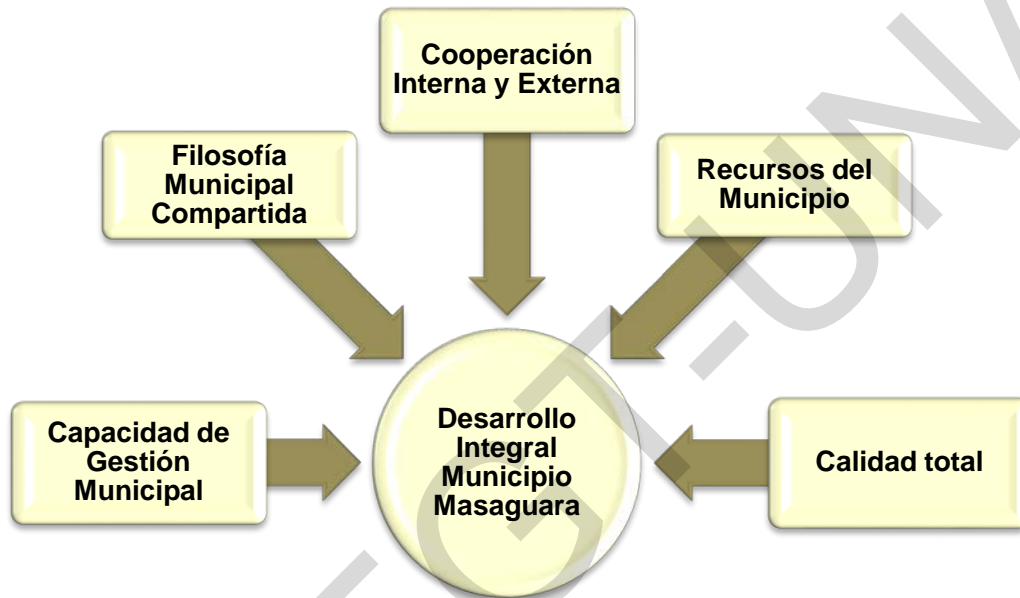 Cooperación
Interna y Externa
Filosofía
Municipal
Compartida
Recursos del
Municipio
Capacidad de
Gestión
Municipal
Desarrollo
Integral
Municipio
Masaguara
Calidad total